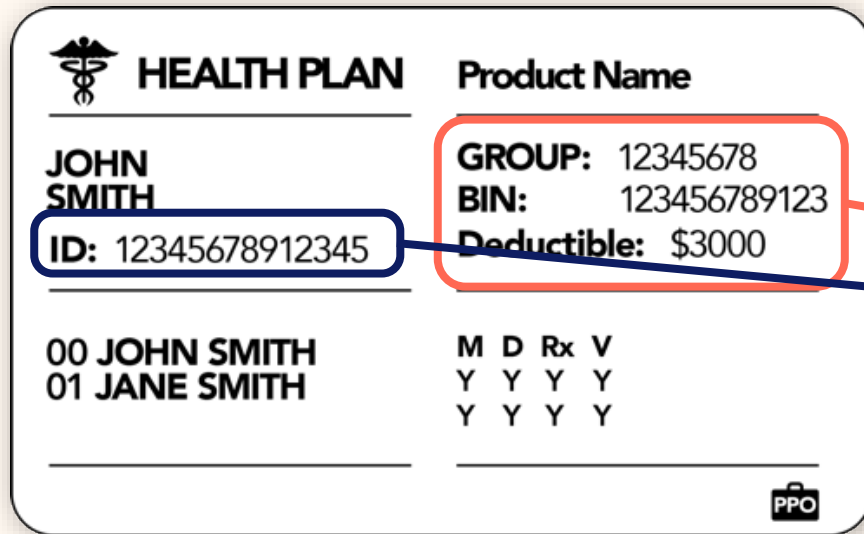 HEALTH PLAN
Product Name
JOHN
SMITH
ID: 12345678912345
GROUP: 12345678
BIN: 123456789123
Deductible: $3000
00 JOHN SMITH
01 JANE SMITH
M D Rx V
Y Y Y Y
Y Y Y Y
PPO